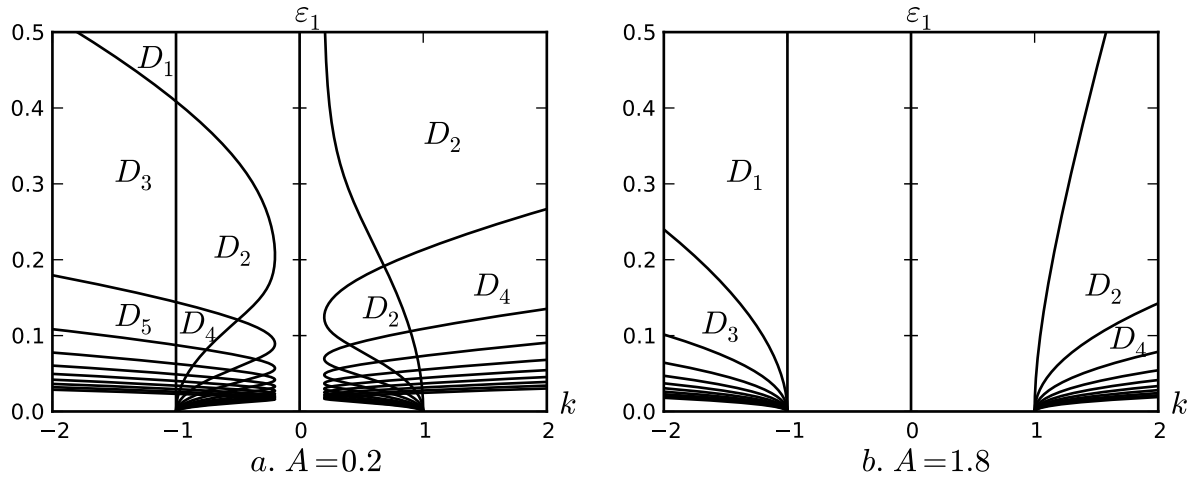 ε₁ ε₁
0.5 D₁ 0.5
0.4 D₂ 0.4
0.3 D₃ 0.3 D₁
0.2 D₂ D₄ 0.2 D₂
0.1 D₅ D₄ D₂ 0.1 D₃ D₄
0.0 k 0.0 k
−2 −1 0 1 2 −2 −1 0 1 2
a. A=0.2 b. A=1.8